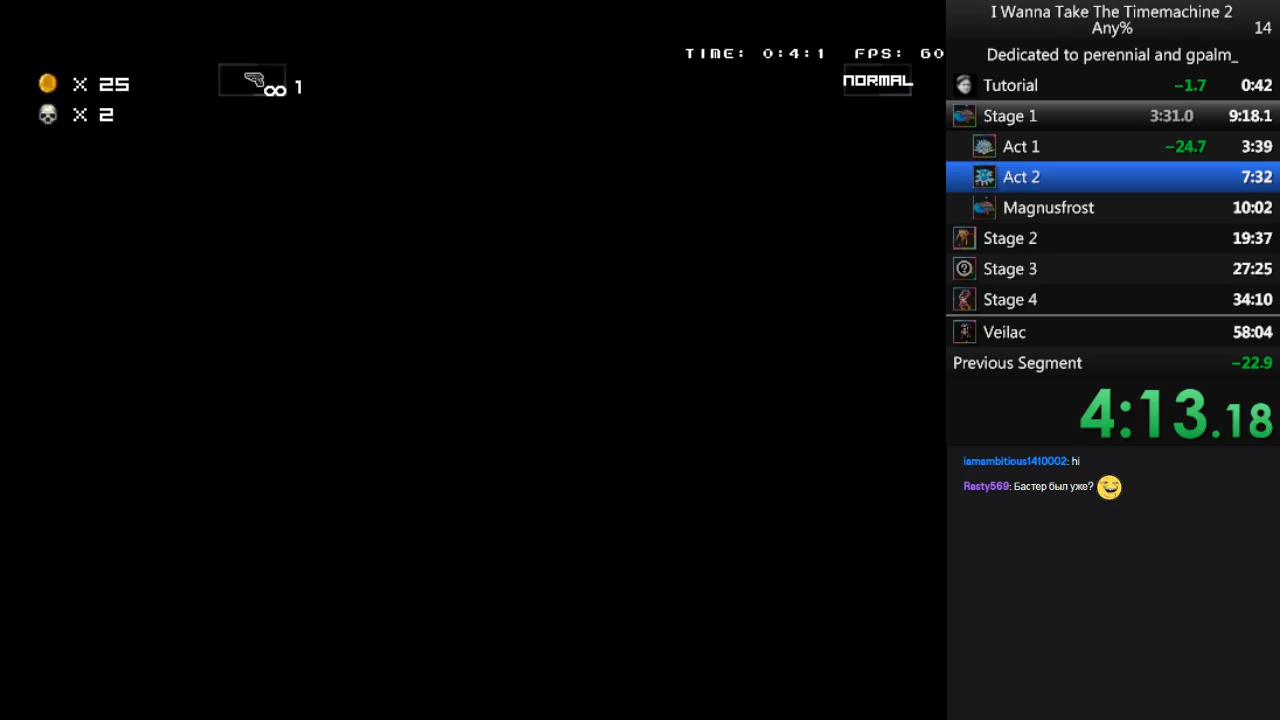 I Wanna Take The Timemachine 2
Any% 14
Dedicated to perennial and gpalm_
TIME: 0:4:1 FPS: 60
× 25
∞ 1
NORMAL
× 2
Tutorial −1.7 0:42
Stage 1 3:31.0 9:18.1
Act 1 −24.7 3:39
Act 2 7:32
Magnusfrost 10:02
Stage 2 19:37
Stage 3 27:25
Stage 4 34:10
Veilac 58:04
Previous Segment −22.9
4:13.18
iamambitious1410002: hi
Rasty569: Бастер был уже?